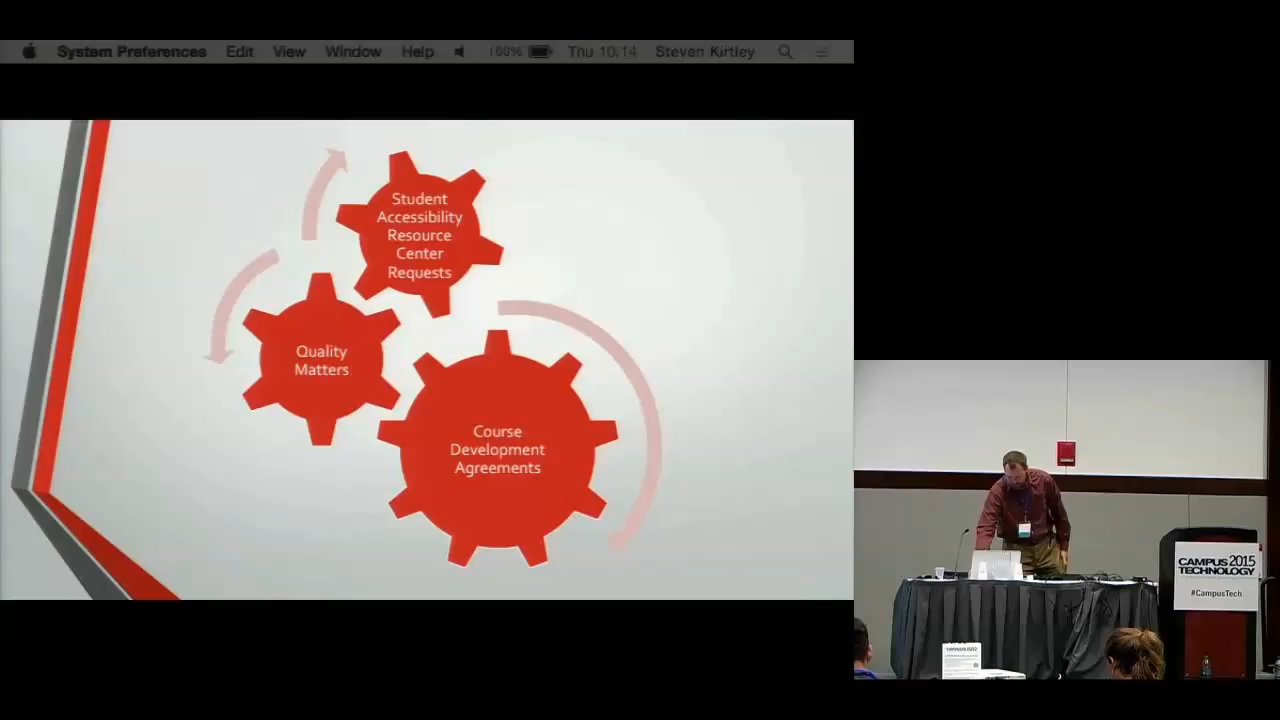 System Preferences Edit View Window Help 100% Thu 10:14 Steven Kirtley
Student
Accessibility
Resource
Center
Requests
Quality
Matters
Course
Development
Agreements
CAMPUS 2015
TECHNOLOGY
#CampusTech